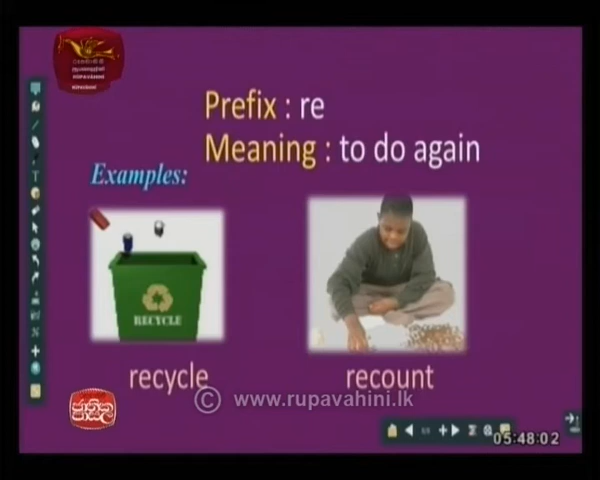 Prefix : re
Meaning : to do again
Examples:
RECYCLE
recycle
recount
© www.rupavahini.lk
05:48:02